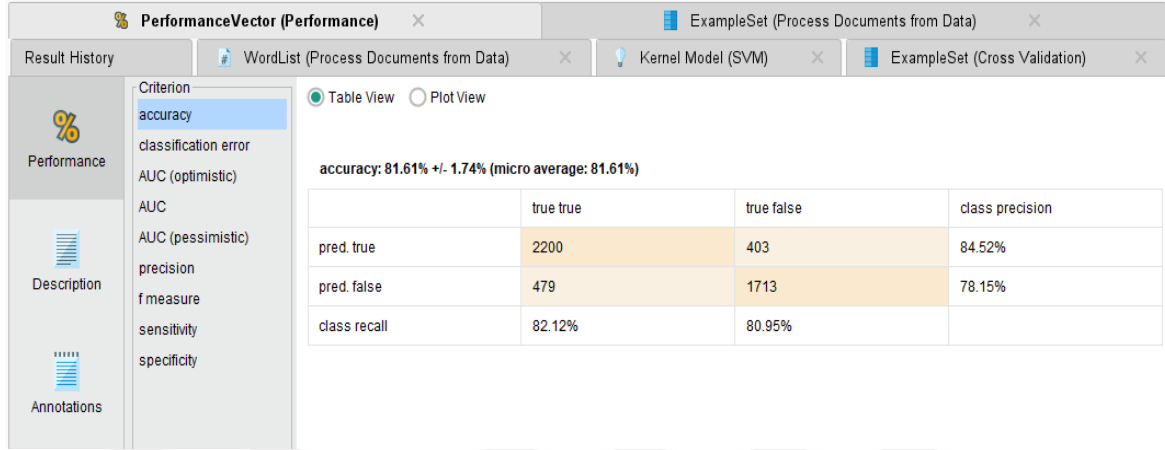 % PerformanceVector (Performance) × ExampleSet (Process Documents from Data) ×
Result History # WordList (Process Documents from Data) × Kernel Model (SVM) × ExampleSet (Cross Validation) ×
%
Performance
Description
Annotations
Criterion
accuracy
classification error
AUC (optimistic)
AUC
AUC (pessimistic)
precision
f measure
sensitivity
specificity
Table View Plot View
accuracy: 81.61% +/- 1.74% (micro average: 81.61%)
true true true false class precision
pred. true 2200 403 84.52%
pred. false 479 1713 78.15%
class recall 82.12% 80.95%